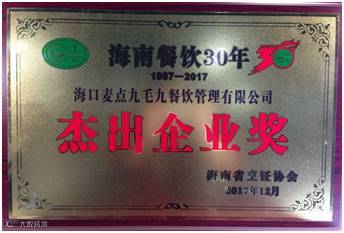 海南餐饮30年
30
1987—2017
海口麦点九毛九餐饮管理有限公司
杰出企业奖
海南省烹饪协会
2017年12月